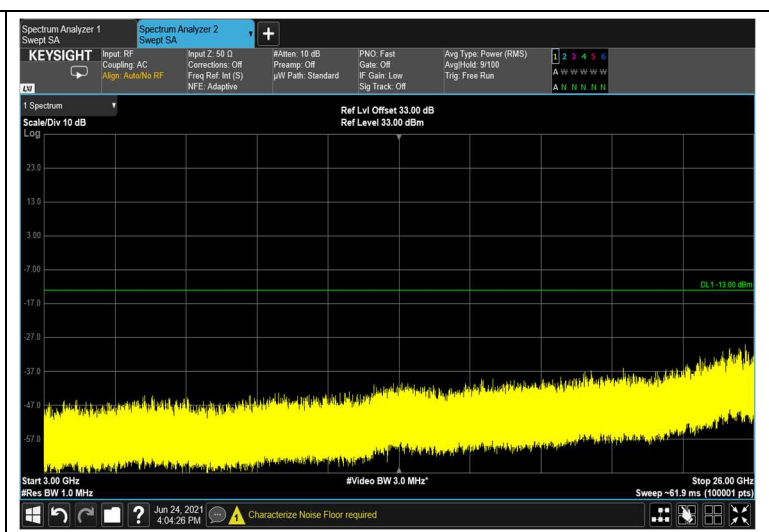 Spectrum Analyzer 1
Swept SA
Spectrum Analyzer 2
Swept SA
+
KEYSIGHT
Input: RF
Coupling: AC
Align: Auto/No RF
Input Z: 50 Ω
Corrections: Off
Freq Ref: Int (S)
NFE: Adaptive
#Atten: 10 dB
Preamp: Off
µW Path: Standard
PNO: Fast
Gate: Off
IF Gain: Low
Sig Track: Off
Avg Type: Power (RMS)
Avg|Hold: 9/100
Trig: Free Run
1 2 3 4 5 6
A W W W W W
A N N N N N
LXI
1 Spectrum
Scale/Div 10 dB
Ref Lvl Offset 33.00 dB
Ref Level 33.00 dBm
Log
23.0
13.0
3.00
-7.00
DL1 -13.00 dBm
-17.0
-27.0
-37.0
-47.0
-57.0
Start 3.00 GHz
#Video BW 3.0 MHz*
Stop 26.00 GHz
#Res BW 1.0 MHz
Sweep ~61.9 ms (100001 pts)
?
Jun 24, 2021
4:04:26 PM
1
Characterize Noise Floor required